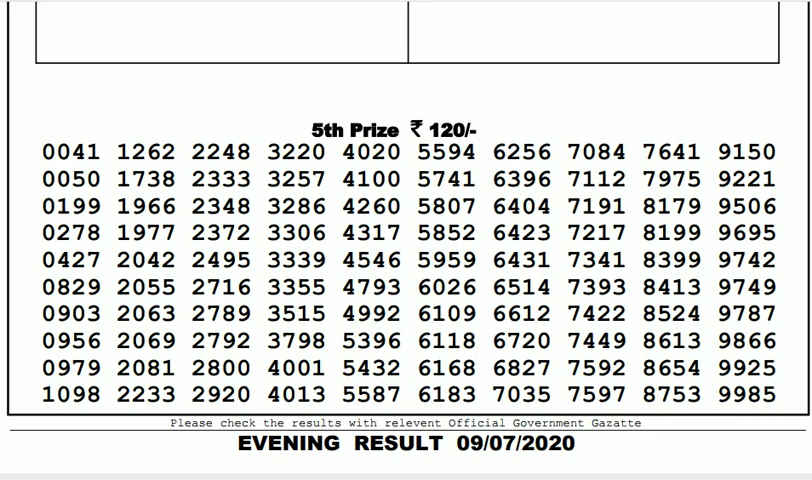 5th Prize ₹ 120/-
0041 1262 2248 3220 4020 5594 6256 7084 7641 9150
0050 1738 2333 3257 4100 5741 6396 7112 7975 9221
0199 1966 2348 3286 4260 5807 6404 7191 8179 9506
0278 1977 2372 3306 4317 5852 6423 7217 8199 9695
0427 2042 2495 3339 4546 5959 6431 7341 8399 9742
0829 2055 2716 3355 4793 6026 6514 7393 8413 9749
0903 2063 2789 3515 4992 6109 6612 7422 8524 9787
0956 2069 2792 3798 5396 6118 6720 7449 8613 9866
0979 2081 2800 4001 5432 6168 6827 7592 8654 9925
1098 2233 2920 4013 5587 6183 7035 7597 8753 9985
Please check the results with relevent Official Government Gazatte
EVENING RESULT 09/07/2020